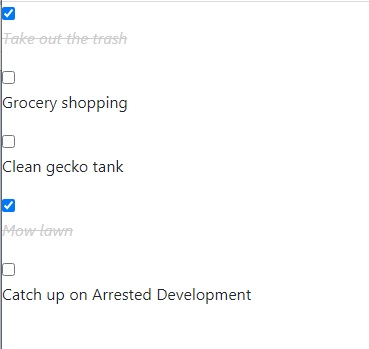 Take out the trash
Grocery shopping
Clean gecko tank
Mow lawn
Catch up on Arrested Development